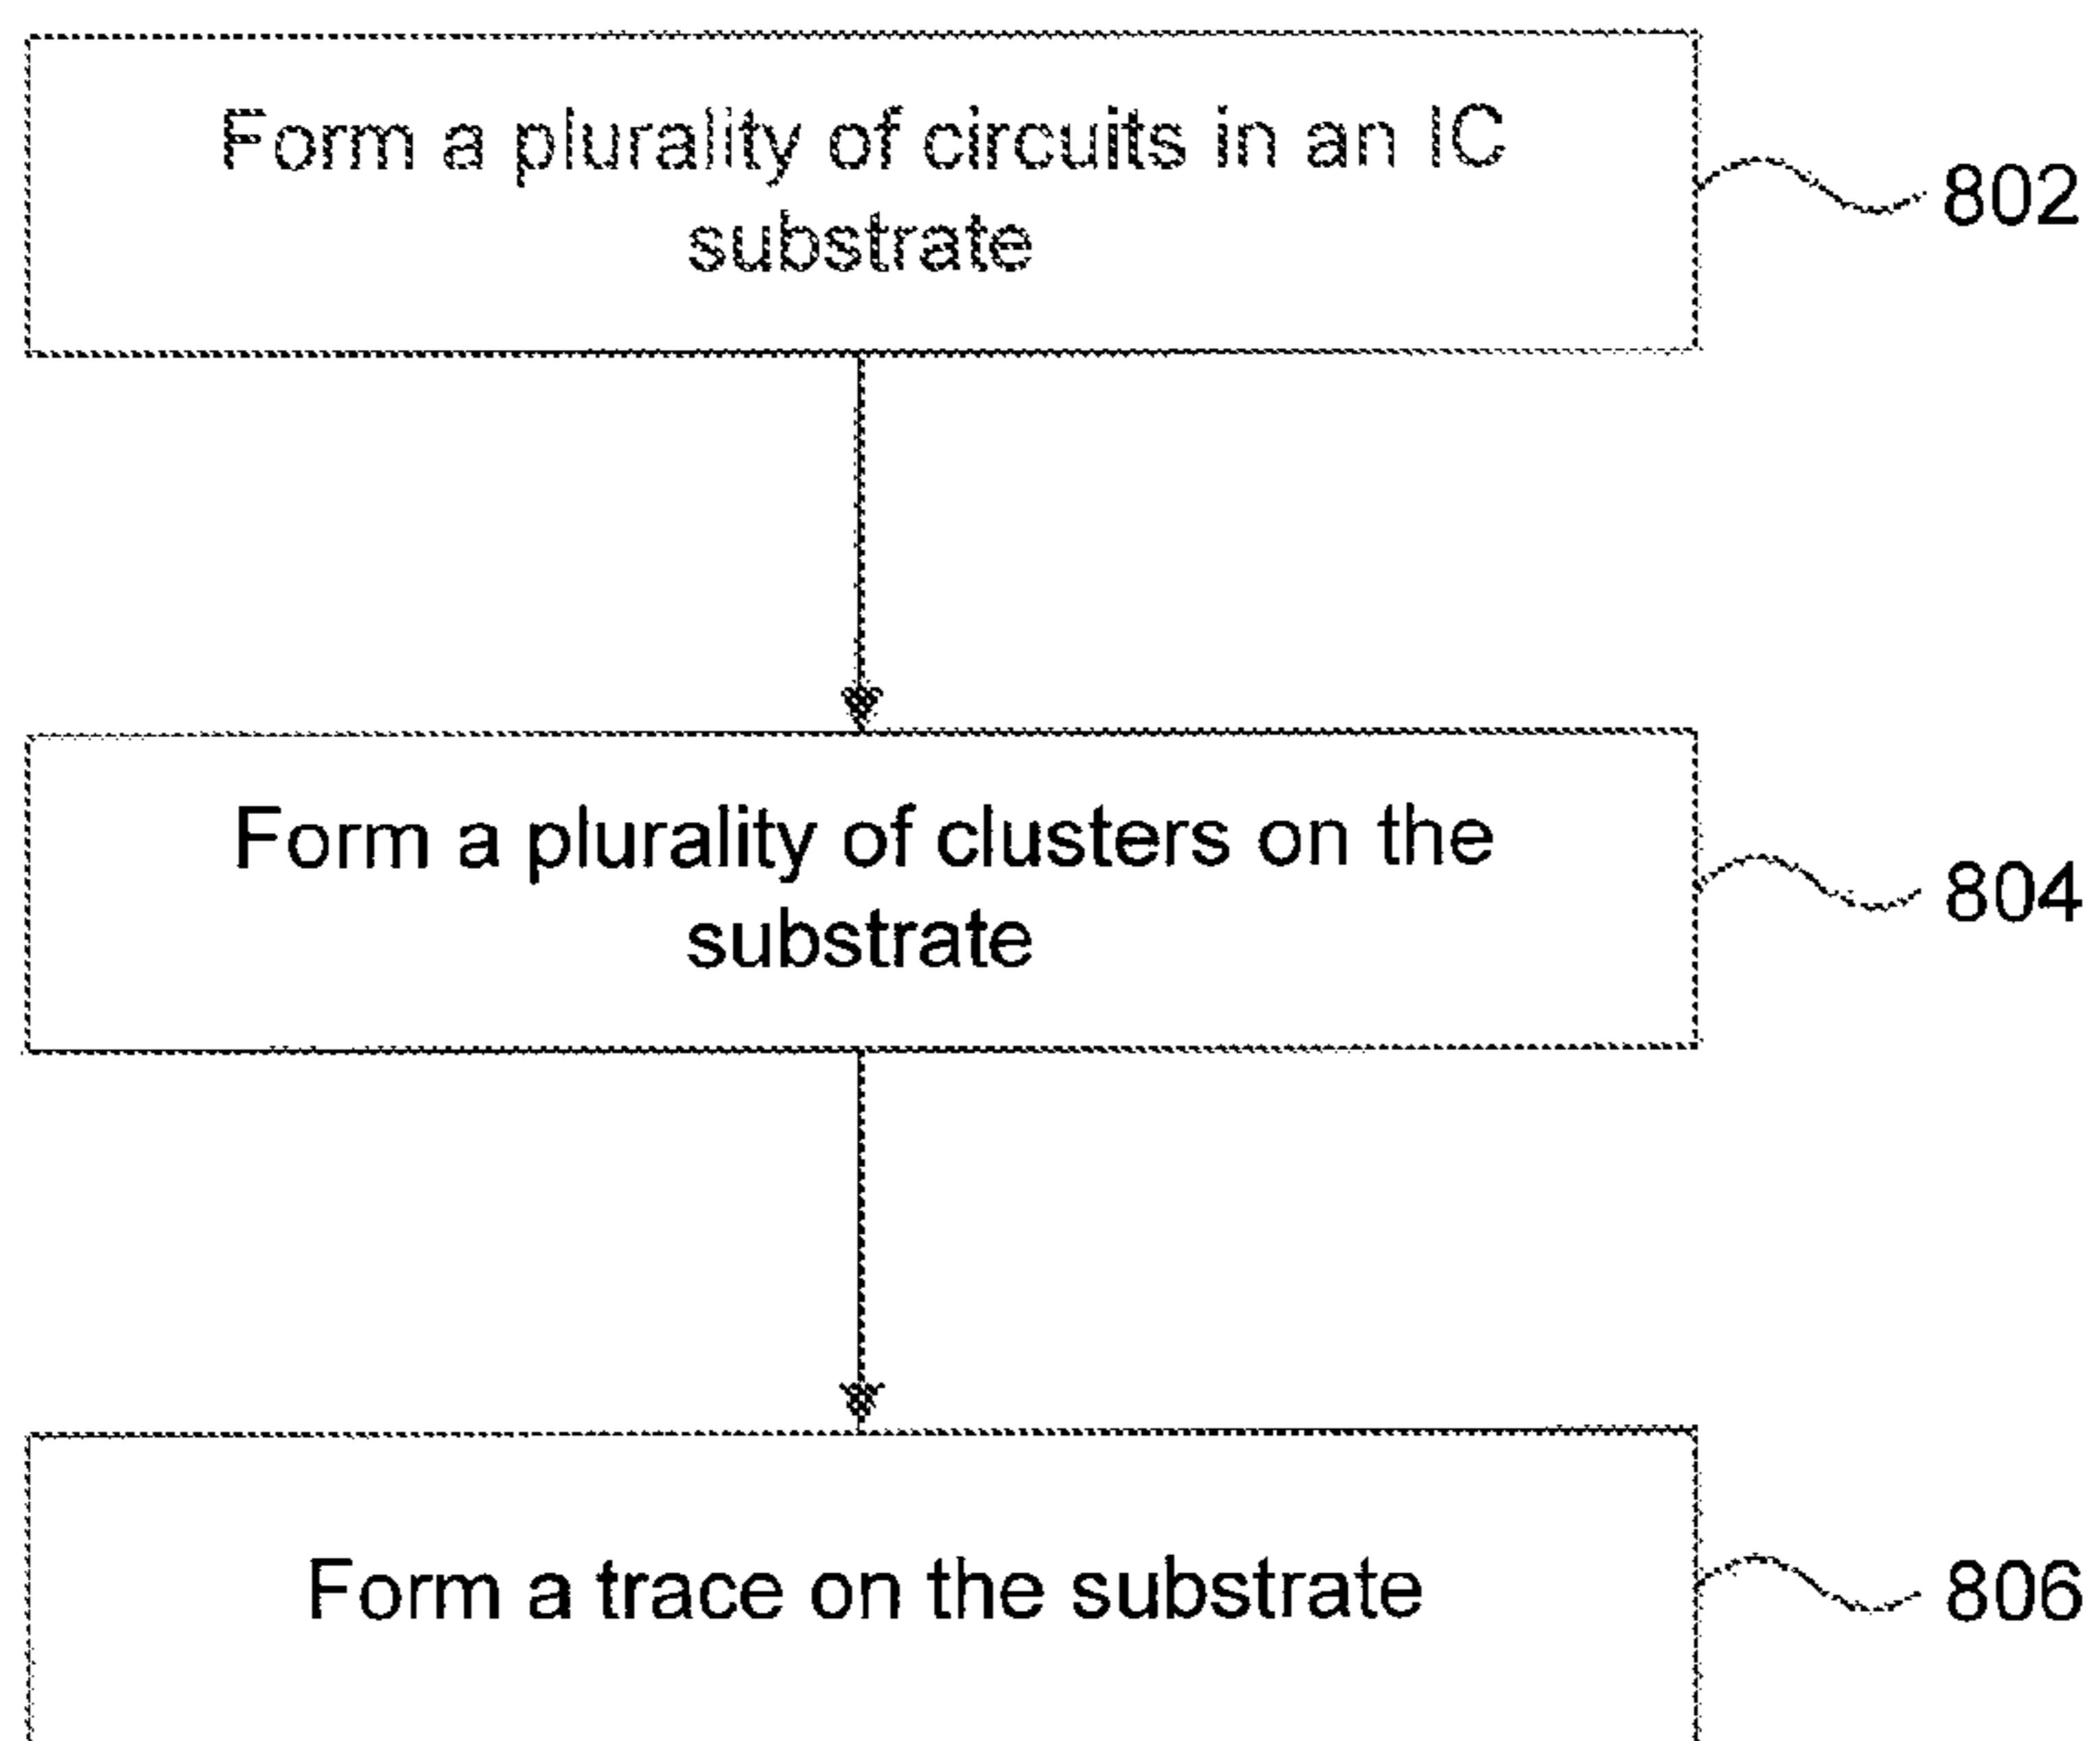 Form a plurality of circuits in an IC
substrate
802
Form a plurality of clusters on the
substrate
804
Form a trace on the substrate
806